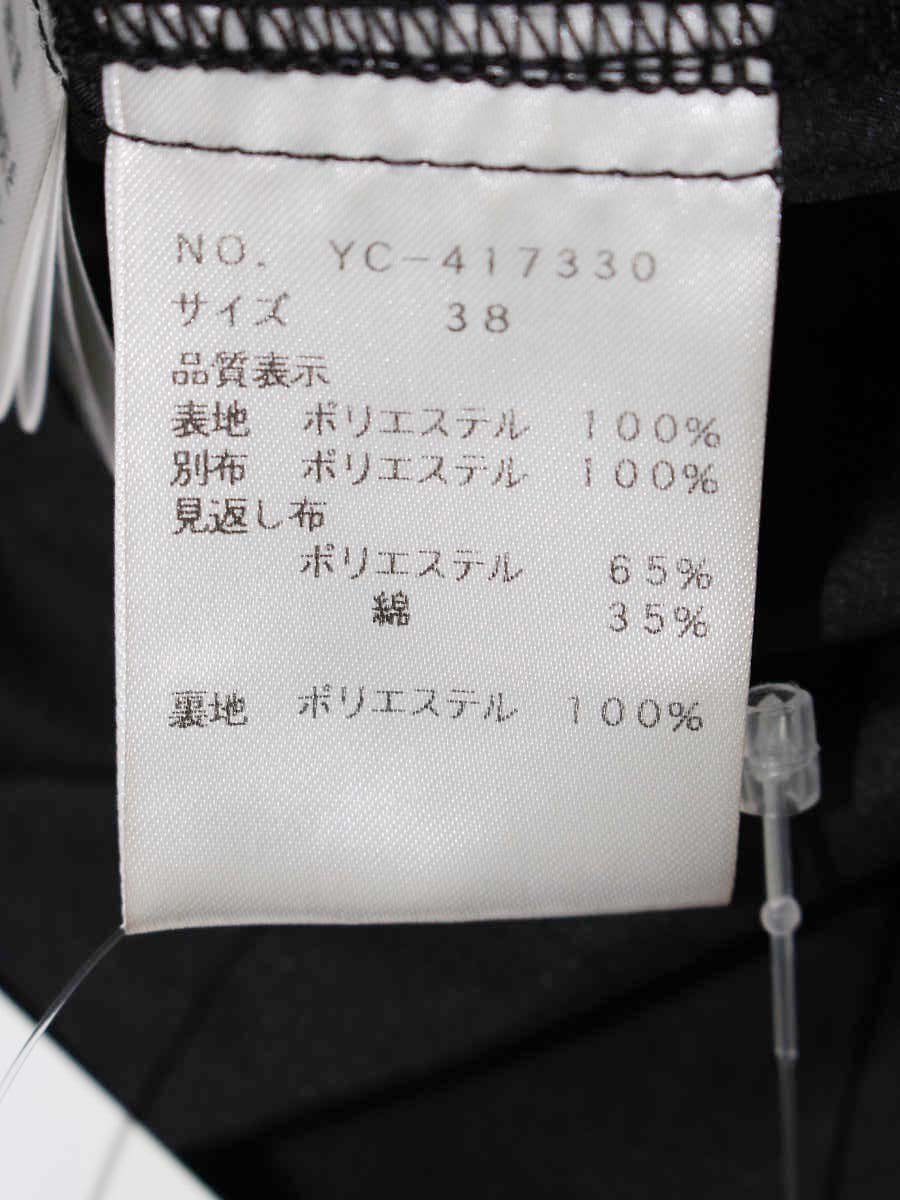 NO. YC-417330
サイズ 38
品質表示
表地 ポリエステル 100%
別布 ポリエステル 100%
見返し布
ポリエステル 65%
綿 35%
裏地 ポリエステル 100%